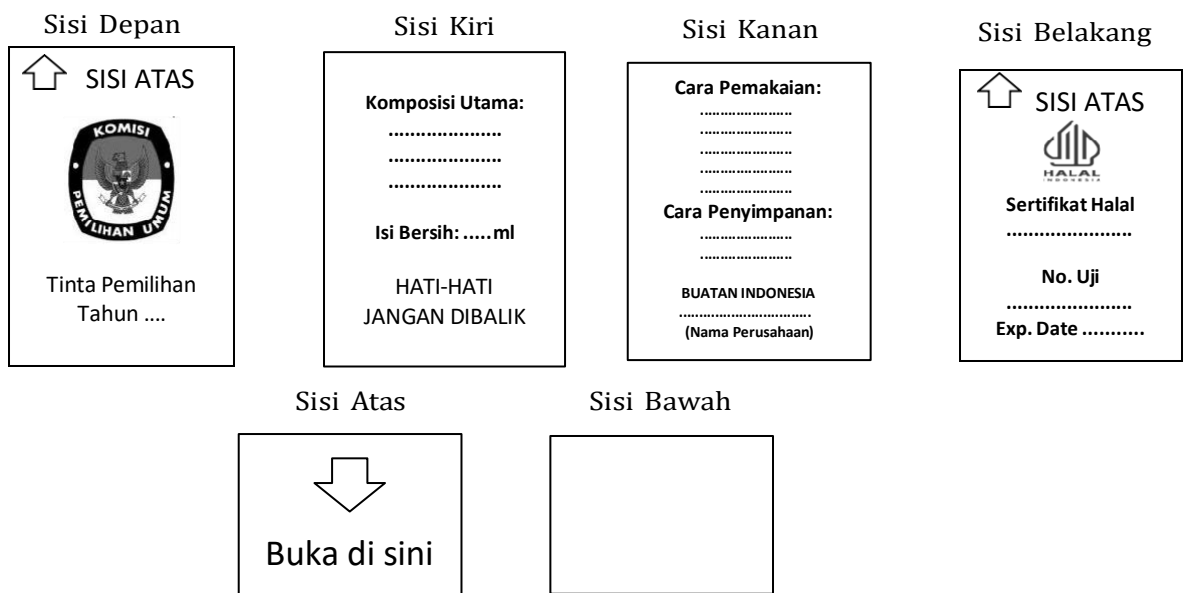 Sisi Depan
SISI ATAS
KOMISI
PEMILIHAN UMUM
Tinta Pemilihan
Tahun ....
Sisi Kiri
Komposisi Utama:
......................
......................
......................
Isi Bersih: .....ml
HATI-HATI
JANGAN DIBALIK
Sisi Kanan
Cara Pemakaian:
......................
......................
......................
......................
......................
Cara Penyimpanan:
......................
......................
BUATAN INDONESIA
................................
(Nama Perusahaan)
Sisi Belakang
SISI ATAS
HALAL
INDONESIA
Sertifikat Halal
.......................
No. Uji
.......................
Exp. Date ...........
Sisi Atas
Buka di sini
Sisi Bawah